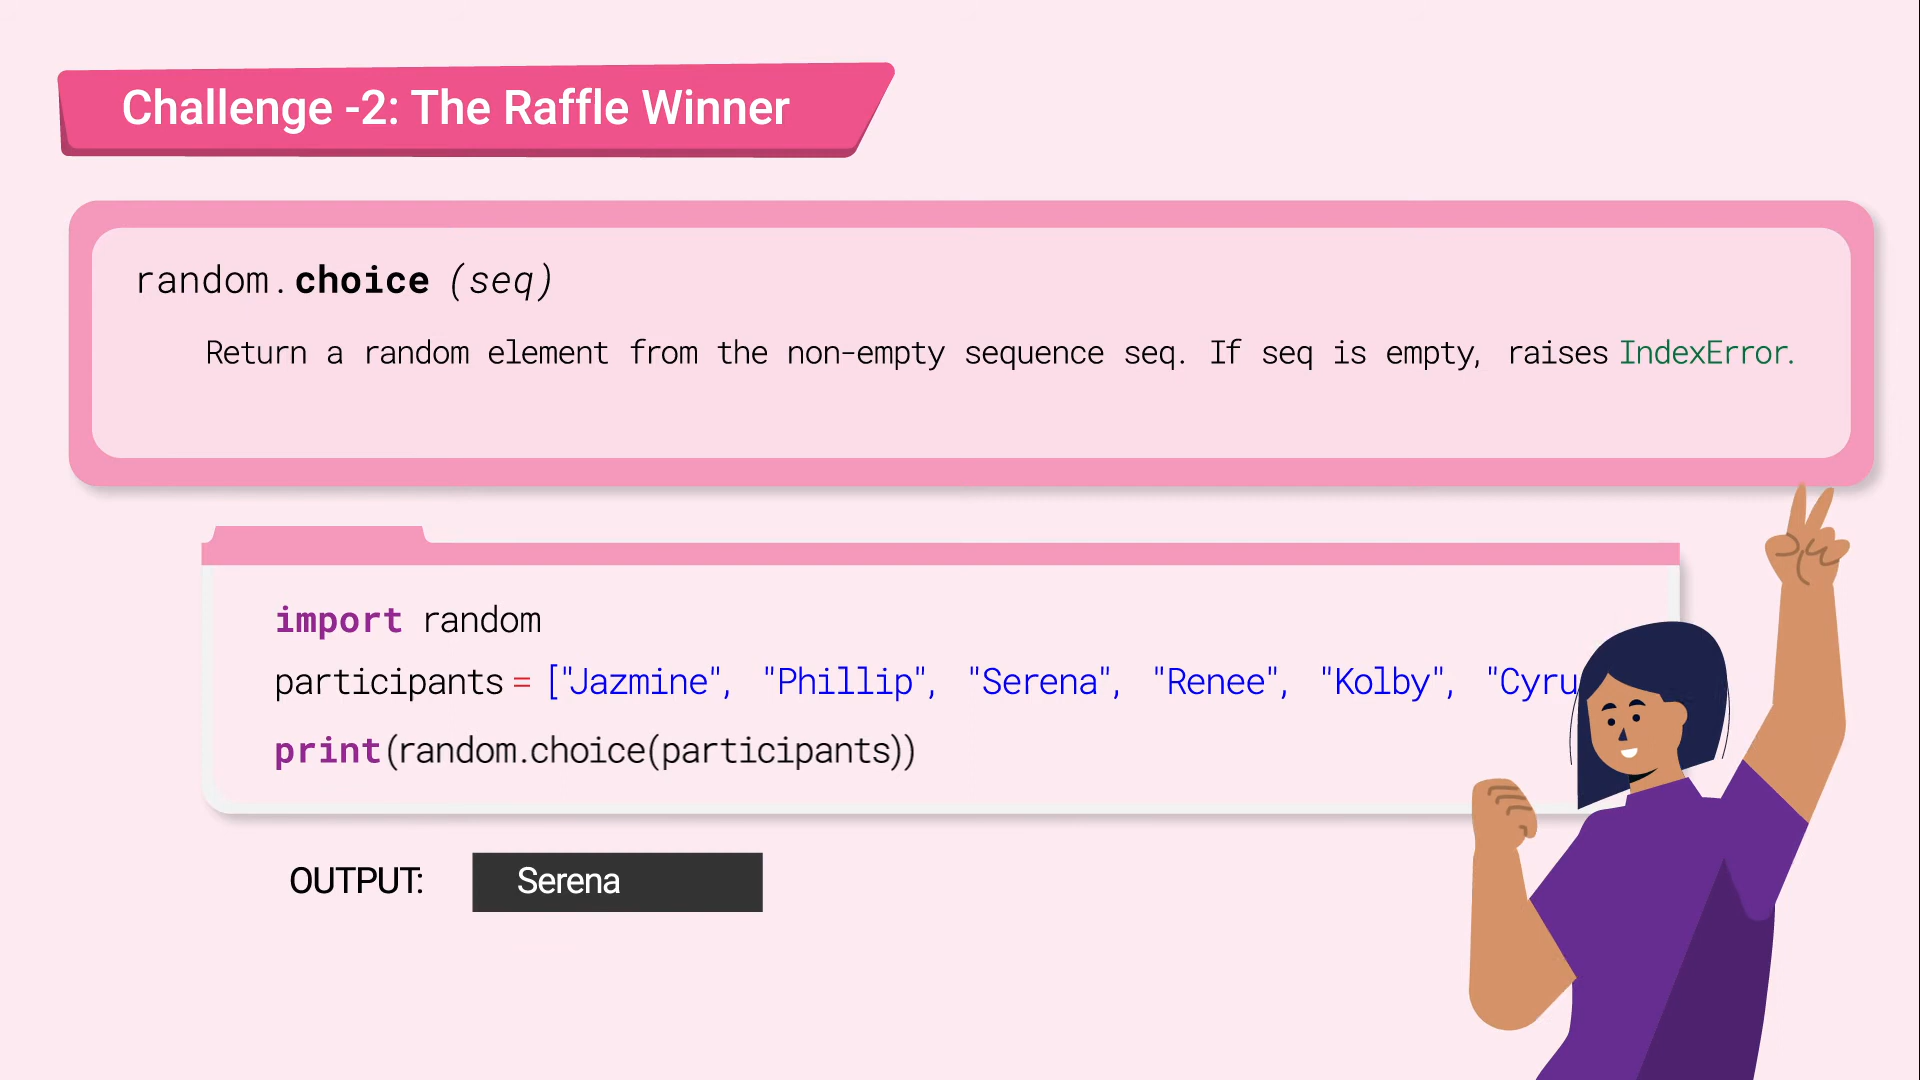 Challenge -2: The Raffle Winner
random.choice (seq)
Return a random element from the non-empty sequence seq. If seq is empty, raises IndexError.
import random
participants = ["Jazmine", "Phillip", "Serena", "Renee", "Kolby", "Cyru
print(random.choice(participants))
OUTPUT: Serena